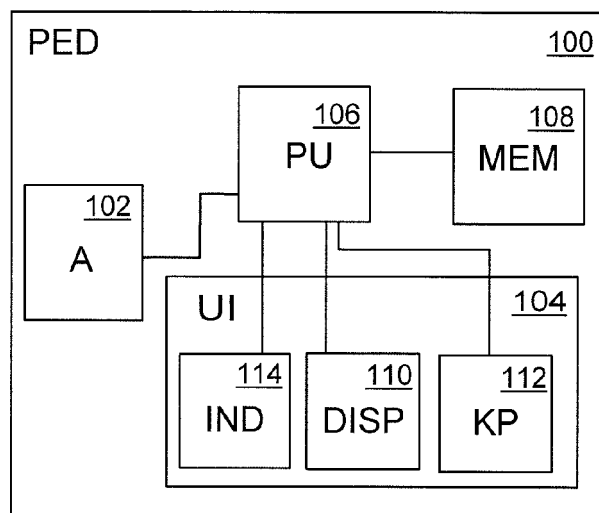 PED 100
106
PU
108
MEM
102
A
UI 104
114
IND
110
DISP
112
KP